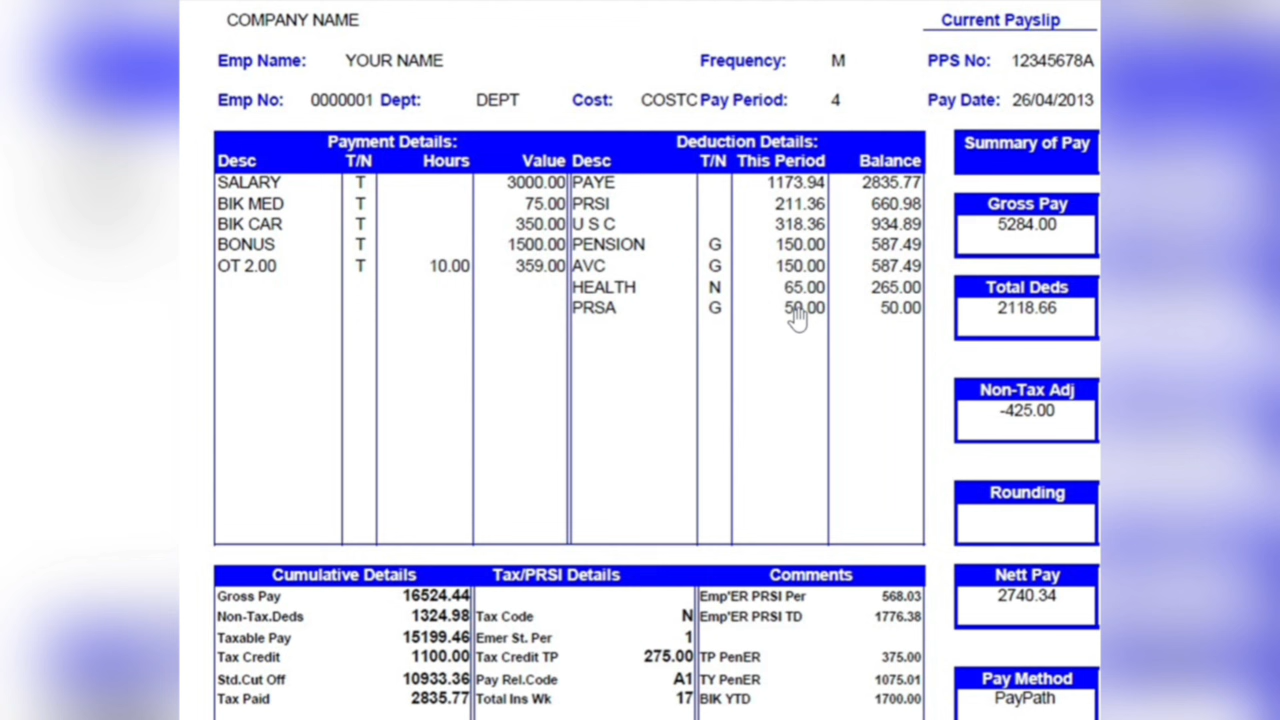 COMPANY NAME Current Payslip
Emp Name: YOUR NAME Frequency: M PPS No: 12345678A
Emp No: 0000001 Dept: DEPT Cost: COSTC Pay Period: 4 Pay Date: 26/04/2013
Payment Details: Deduction Details: Summary of Pay
Desc T/N Hours Value Desc T/N This Period Balance
SALARY T 3000.00 PAYE 1173.94 2835.77
BIK MED T 75.00 PRSI 211.36 660.98 Gross Pay
BIK CAR T 350.00 U S C 318.36 934.89 5284.00
BONUS T 1500.00 PENSION G 150.00 587.49
OT 2.00 T 10.00 359.00 AVC G 150.00 587.49
HEALTH N 65.00 265.00 Total Deds
PRSA G 50.00 50.00 2118.66
Non-Tax Adj
-425.00
Rounding
Cumulative Details Tax/PRSI Details Comments Nett Pay
Gross Pay 16524.44 Emp'ER PRSI Per 568.03 2740.34
Non-Tax.Deds 1324.98 Tax Code N Emp'ER PRSI TD 1776.38
Taxable Pay 15199.46 Emer St. Per 1
Tax Credit 1100.00 Tax Credit TP 275.00 TP PenER 375.00
Std.Cut Off 10933.36 Pay Rel.Code A1 TY PenER 1075.01 Pay Method
Tax Paid 2835.77 Total Ins Wk 17 BIK YTD 1700.00 PayPath